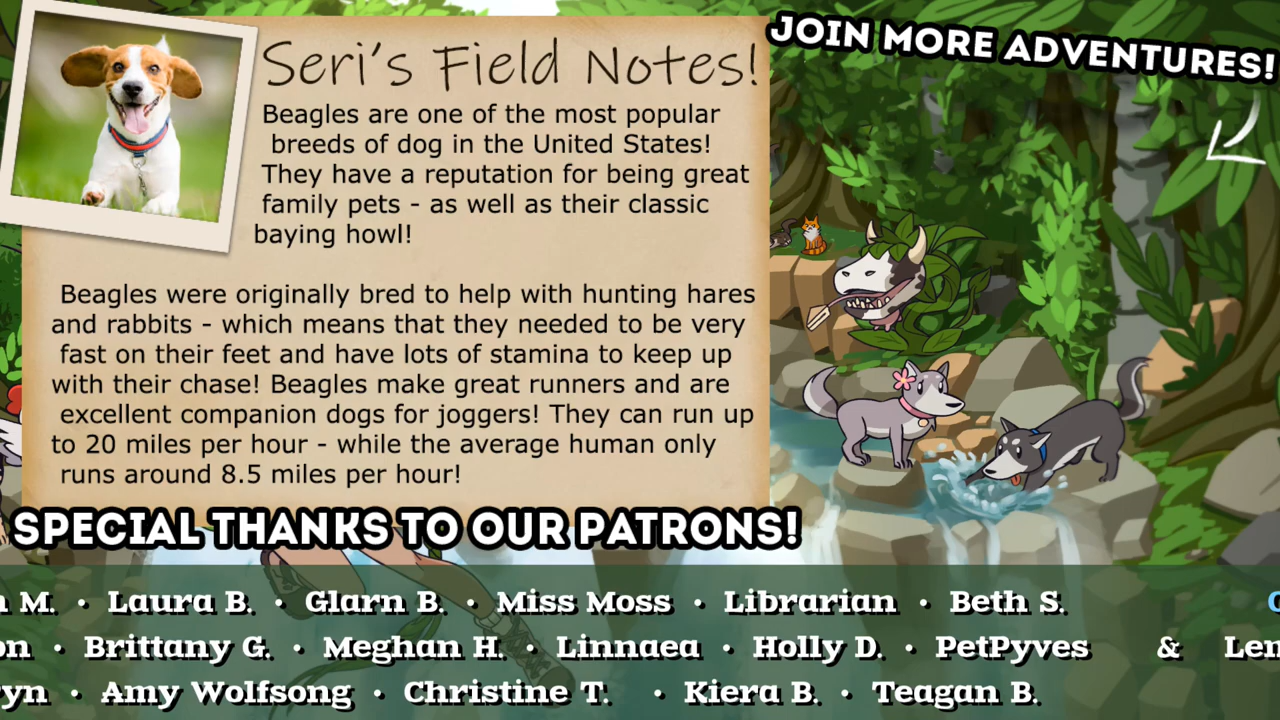 Seri's Field Notes!
Beagles are one of the most popular
breeds of dog in the United States!
They have a reputation for being great
family pets - as well as their classic
baying howl!
Beagles were originally bred to help with hunting hares
and rabbits - which means that they needed to be very
fast on their feet and have lots of stamina to keep up
with their chase! Beagles make great runners and are
excellent companion dogs for joggers! They can run up
to 20 miles per hour - while the average human only
runs around 8.5 miles per hour!
JOIN MORE ADVENTURES!
SPECIAL THANKS TO OUR PATRONS!
M. • Laura B. • Glarn B. • Miss Moss • Librarian • Beth S.
on • Brittany G. • Meghan H. • Linnaea • Holly D. • PetPyves & Len
yn • Amy Wolfsong • Christine T. • Kiera B. • Teagan B.